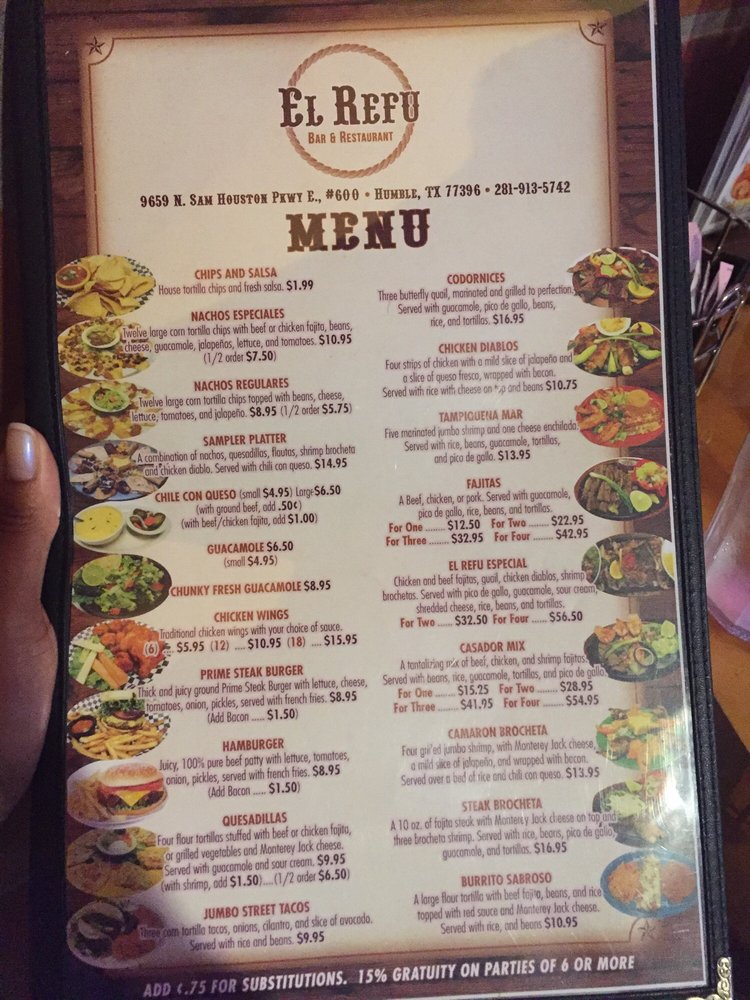 EL REFU
BAR & RESTAURANT
9659 N. SAM HOUSTON PKWY E., #600 • HUMBLE, TX 77396 • 281-913-5742
MENU
CHIPS AND SALSA
House tortilla chips and fresh salsa. $1.99
NACHOS ESPECIALES
Twelve large corn tortilla chips with beef or chicken fajita, beans,
cheese, guacamole, jalapeños, lettuce, and tomatoes. $10.95
(1/2 order $7.50)
NACHOS REGULARES
Twelve large corn tortilla chips topped with beans, cheese,
lettuce, tomatoes, and jalapeño. $8.95 (1/2 order $5.75)
SAMPLER PLATTER
A combination of nachos, quesadillas, flautas, shrimp brocheta
and chicken diablo. Served with chili con queso. $14.95
CHILE CON QUESO (small $4.95) Large $6.50
(with ground beef, add .50¢)
(with beef/chicken fajita, add $1.00)
GUACAMOLE $6.50
(small $4.95)
CHUNKY FRESH GUACAMOLE $8.95
CHICKEN WINGS
Traditional chicken wings with your choice of sauce.
(6) ... $5.95 (12) .... $10.95 (18) .... $15.95
PRIME STEAK BURGER
Thick and juicy ground Prime Steak Burger with lettuce, cheese,
tomatoes, onion, pickles, served with french fries. $8.95
(Add Bacon ..... $1.50)
HAMBURGER
Juicy, 100% pure beef patty with lettuce, tomatoes,
onion, pickles, served with french fries. $8.95
(Add Bacon ..... $1.50)
QUESADILLAS
Four flour tortillas stuffed with beef or chicken fajita,
or grilled vegetables and Monterey Jack cheese.
Served with guacamole and sour cream. $9.95
(with shrimp, add $1.50)....(1/2 order $6.50)
JUMBO STREET TACOS
Three corn tortilla tacos, onions, cilantro, and slice of avocado.
Served with rice and beans. $9.95
CODORNICES
Three butterfly quail, marinated and grilled to perfection.
Served with guacamole, pico de gallo, beans,
rice, and tortillas. $16.95
CHICKEN DIABLOS
Four strips of chicken with a mild slice of jalapeño and
a slice of queso fresco, wrapped with bacon.
Served with rice with cheese on top and beans $10.75
TAMPIQUENA MAR
Five marinated jumbo shrimp and one cheese enchilada.
Served with rice, beans, guacamole, tortillas,
and pico de gallo. $13.95
FAJITAS
A Beef, chicken, or pork. Served with guacamole,
pico de gallo, rice, beans, and tortillas.
For One ........ $12.50 For Two ........ $22.95
For Three ........ $32.95 For Four ........ $42.95
EL REFU ESPECIAL
Chicken and beef fajitas, quail, chicken diablos, shrimp
brochetas. Served with pico de gallo, guacamole, sour cream,
shredded cheese, rice, beans, and tortillas.
For Two ...... $32.50 For Four ...... $56.50
CASADOR MIX
A tantalizing mix of beef, chicken, and shrimp fajitas.
Served with beans, rice, guacamole, tortillas, and pico de gallo.
For One ........ $15.25 For Two ........ $28.95
For Three ........ $41.95 For Four ........ $54.95
CAMARON BROCHETA
Four grilled jumbo shrimp, with Monterey Jack cheese,
a mild slice of jalapeño, and wrapped with bacon.
Served over a bed of rice and chili con queso. $13.95
STEAK BROCHETA
A 10 oz. of fajita steak with Monterey Jack cheese on top and
three brocheta shrimp. Served with rice, beans, pico de gallo,
guacamole, and tortillas. $16.95
BURRITO SABROSO
A large flour tortilla with beef fajita, beans, and rice
topped with red sauce and Monterey Jack cheese.
Served with rice, and beans $10.95
ADD ¢.75 FOR SUBSTITUTIONS. 15% GRATUITY ON PARTIES OF 6 OR MORE